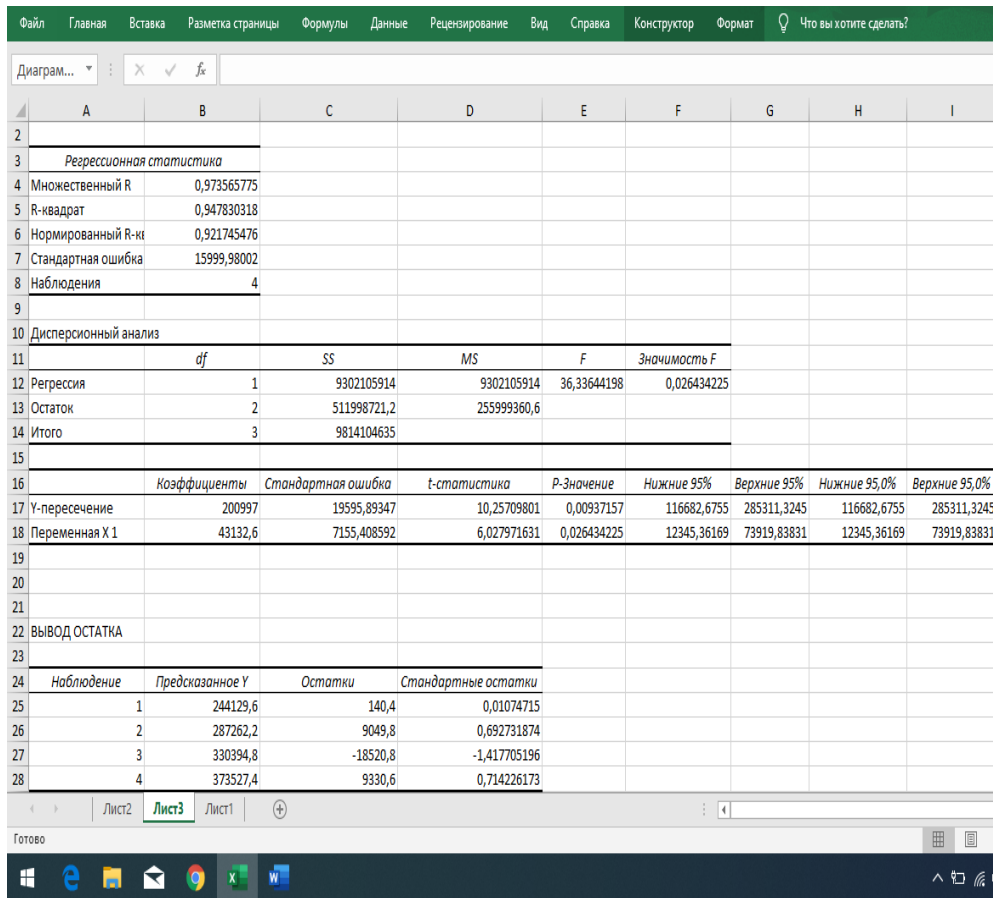 Файл Главная Вставка Разметка страницы Формулы Данные Рецензирование Вид Справка Конструктор Формат Что вы хотите сделать?
Диаграм... fx
A B C D E F G H I
2
3 Регрессионная статистика
4 Множественный R 0,973565775
5 R-квадрат 0,947830318
6 Нормированный R-кв 0,921745476
7 Стандартная ошибка 15999,98002
8 Наблюдения 4
9
10 Дисперсионный анализ
11 df SS MS F Значимость F
12 Регрессия 1 9302105914 9302105914 36,33644198 0,026434225
13 Остаток 2 511998721,2 255999360,6
14 Итого 3 9814104635
15
16 Коэффициенты Стандартная ошибка t-статистика P-Значение Нижние 95% Верхние 95% Нижние 95,0% Верхние 95,0%
17 Y-пересечение 200997 19595,89347 10,25709801 0,00937157 116682,6755 285311,3245 116682,6755 285311,3245
18 Переменная X 1 43132,6 7155,408592 6,027971631 0,026434225 12345,36169 73919,83831 12345,36169 73919,83831
19
20
21
22 ВЫВОД ОСТАТКА
23
24 Наблюдение Предсказанное Y Остатки Стандартные остатки
25 1 244129,6 140,4 0,01074715
26 2 287262,2 9049,8 0,692731874
27 3 330394,8 -18520,8 -1,417705196
28 4 373527,4 9330,6 0,714226173
Лист2 Лист3 Лист1
Готово